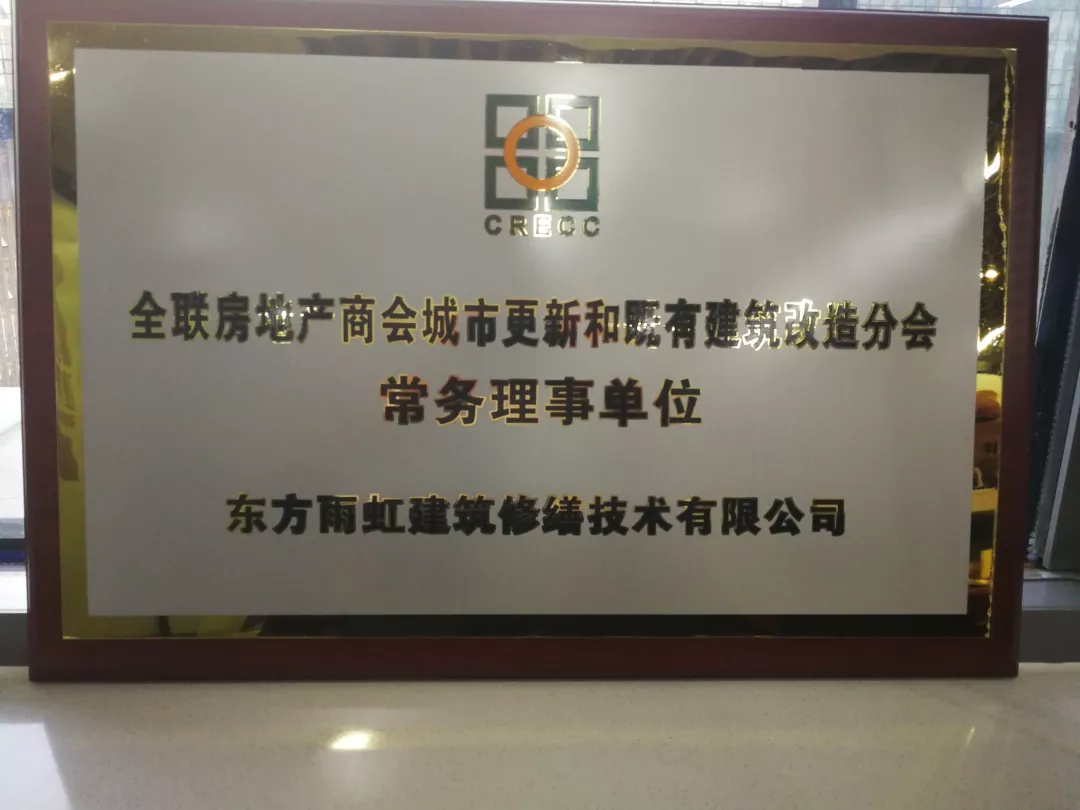 CRECC
全联房地产商会城市更新和既有建筑改造分会
常务理事单位
东方雨虹建筑修缮技术有限公司